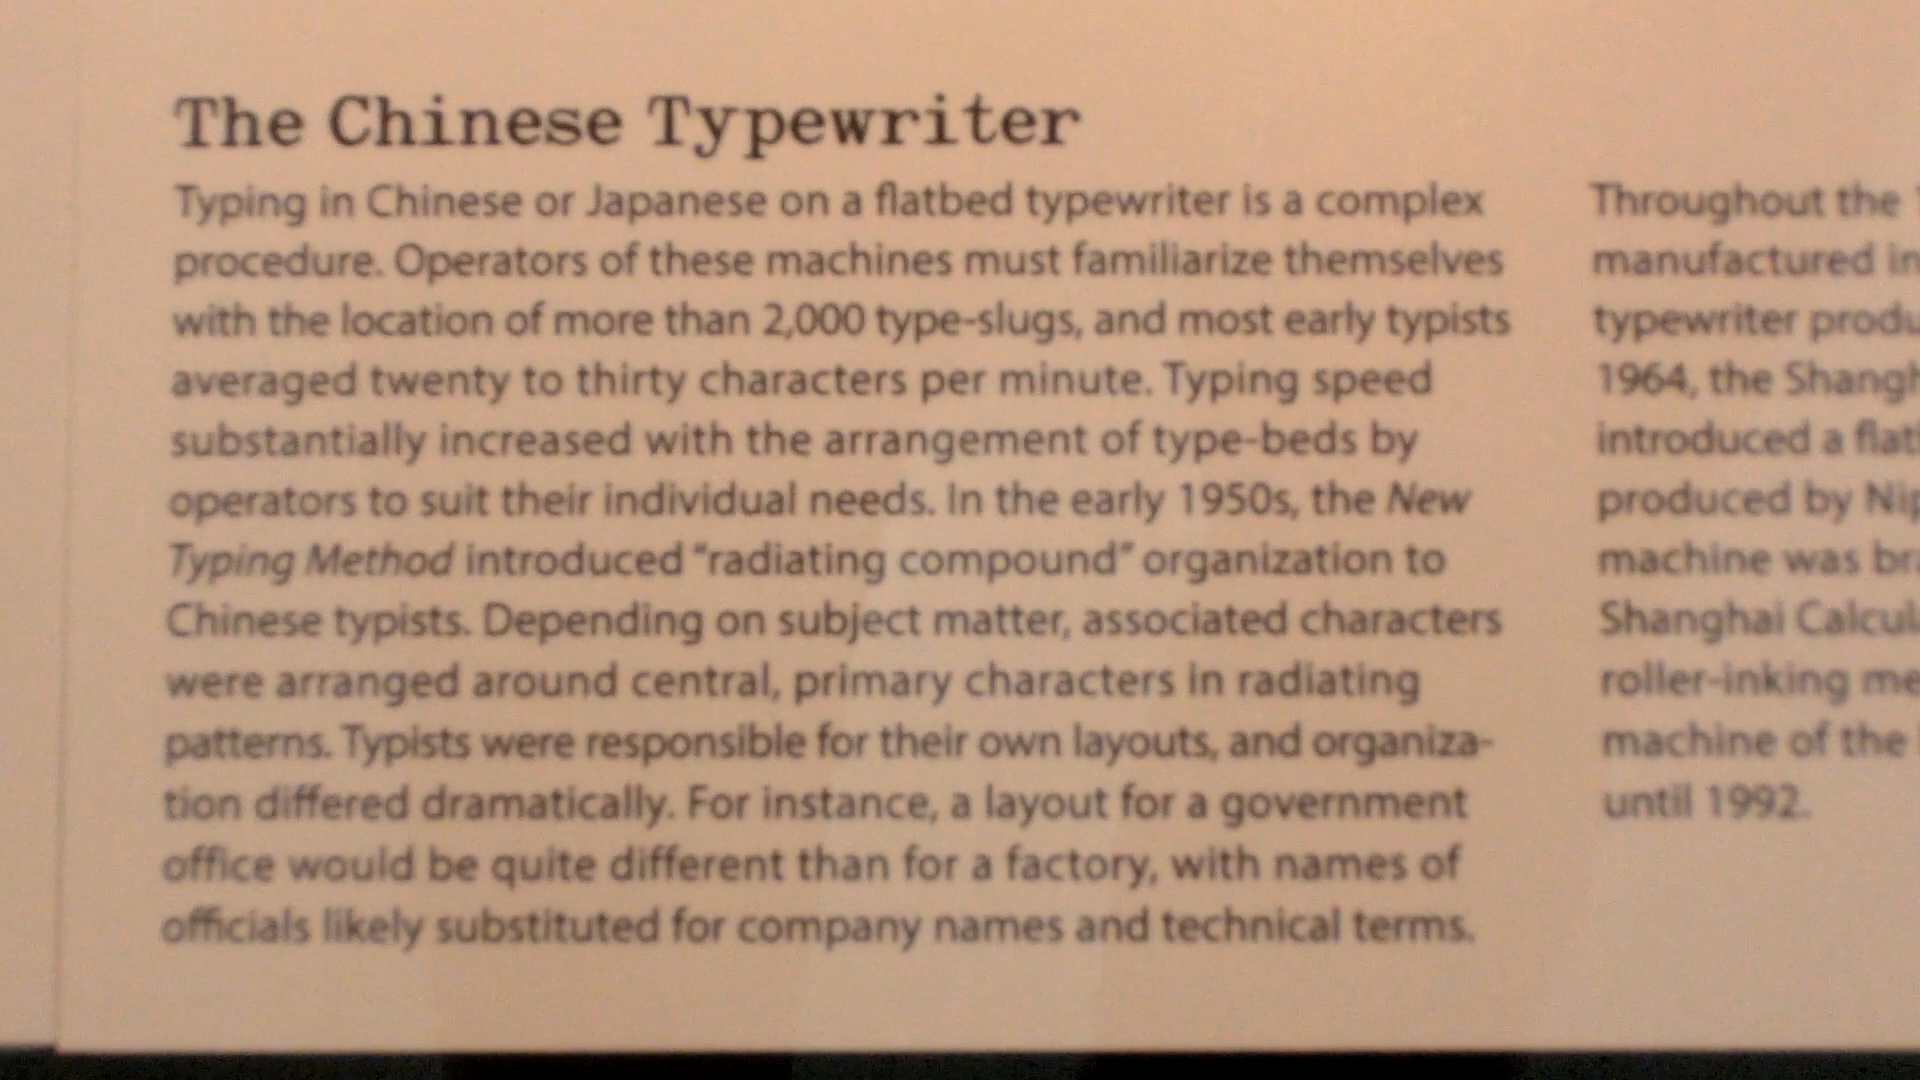 The Chinese Typewriter
Typing in Chinese or Japanese on a flatbed typewriter is a complex
procedure. Operators of these machines must familiarize themselves
with the location of more than 2,000 type-slugs, and most early typists
averaged twenty to thirty characters per minute. Typing speed
substantially increased with the arrangement of type-beds by
operators to suit their individual needs. In the early 1950s, the New
Typing Method introduced “radiating compound” organization to
Chinese typists. Depending on subject matter, associated characters
were arranged around central, primary characters in radiating
patterns. Typists were responsible for their own layouts, and organiza-
tion differed dramatically. For instance, a layout for a government
office would be quite different than for a factory, with names of
officials likely substituted for company names and technical terms.
Throughout the
manufactured in
typewriter
1964, the
introduced a
produced by
machine was
Shanghai
roller-inking
machine of the
until 1992.